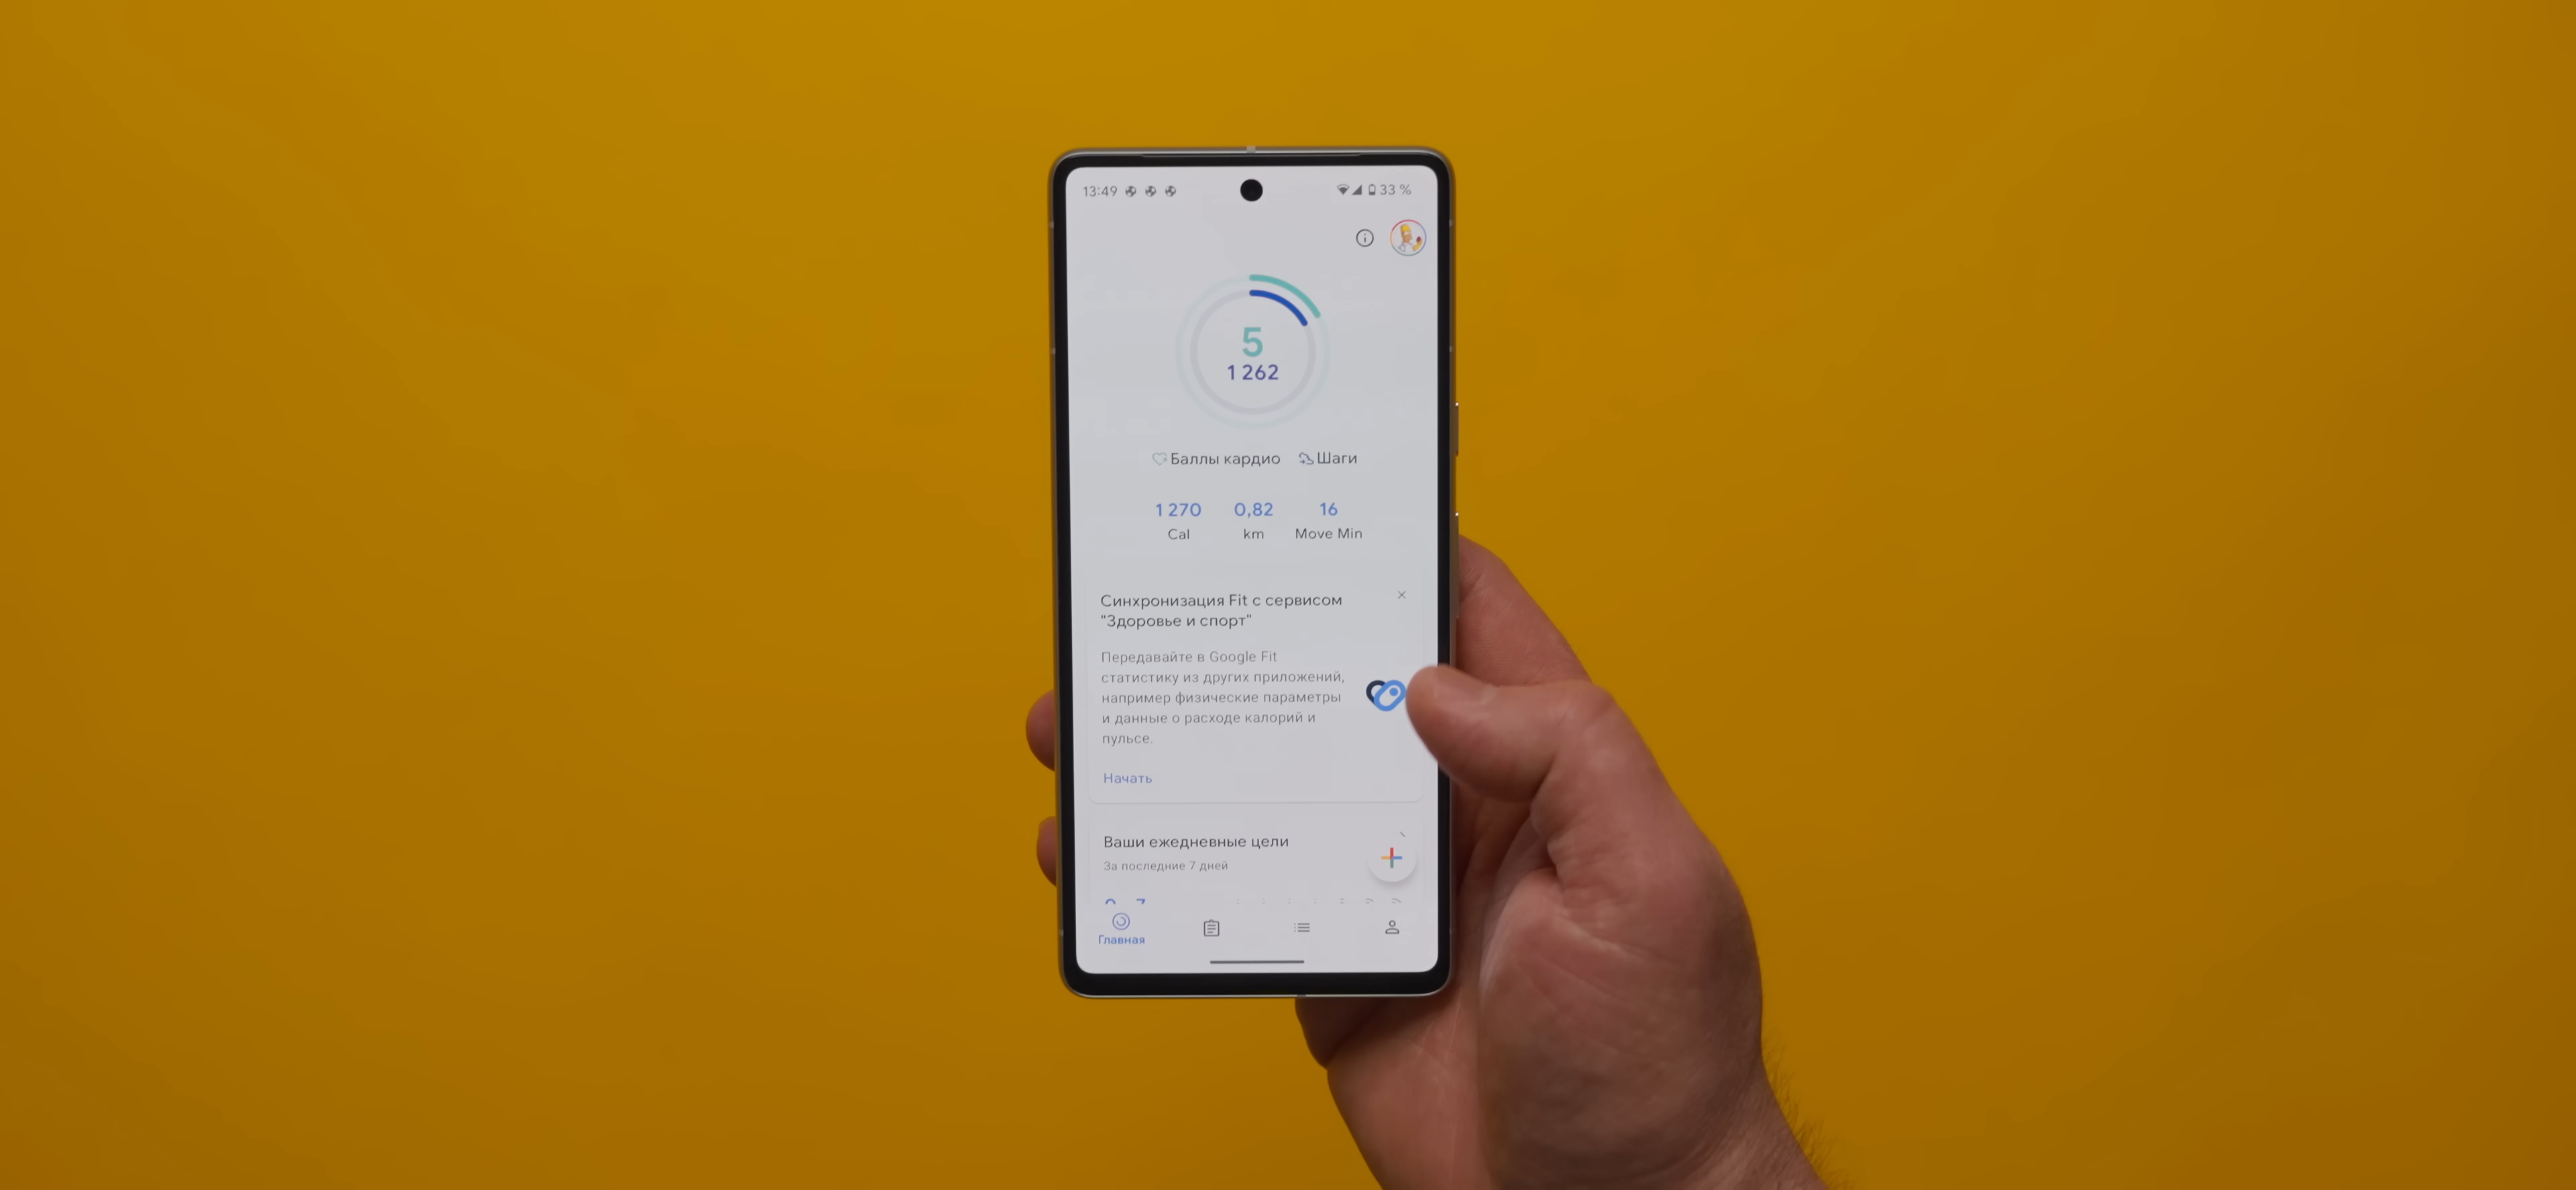 13:49
33 %
5
1 262
Баллы кардио Шаги
1 270 0,82 16
Cal km Move Min
Синхронизация Fit с сервисом
"Здоровье и спорт"
Передавайте в Google Fit
статистику из других приложений,
например физические параметры
и данные о расходе калорий и
пульсе.
Начать
Ваши ежедневные цели
За последние 7 дней
Главная